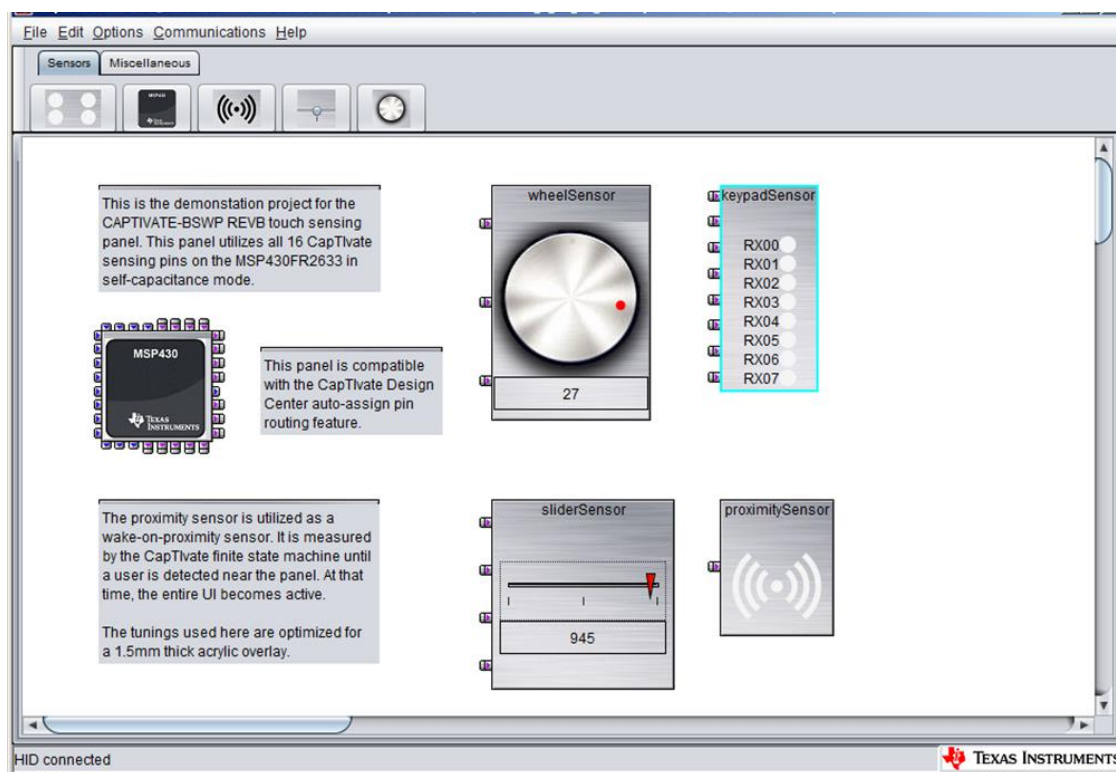 File Edit Options Communications Help
Sensors Miscellaneous
MSP430
This is the demonstation project for the
CAPTIVATE-BSWP REVB touch sensing
panel. This panel utilizes all 16 CapTIvate
sensing pins on the MSP430FR2633 in
self-capacitance mode.
MSP430
TEXAS
INSTRUMENTS
This panel is compatible
with the CapTIvate Design
Center auto-assign pin
routing feature.
wheelSensor
27
keypadSensor
RX00
RX01
RX02
RX03
RX04
RX05
RX06
RX07
The proximity sensor is utilized as a
wake-on-proximity sensor. It is measured
by the CapTIvate finite state machine until
a user is detected near the panel. At that
time, the entire UI becomes active.
The tunings used here are optimized for
a 1.5mm thick acrylic overlay.
sliderSensor
945
proximitySensor
HID connected
TEXAS INSTRUMENTS